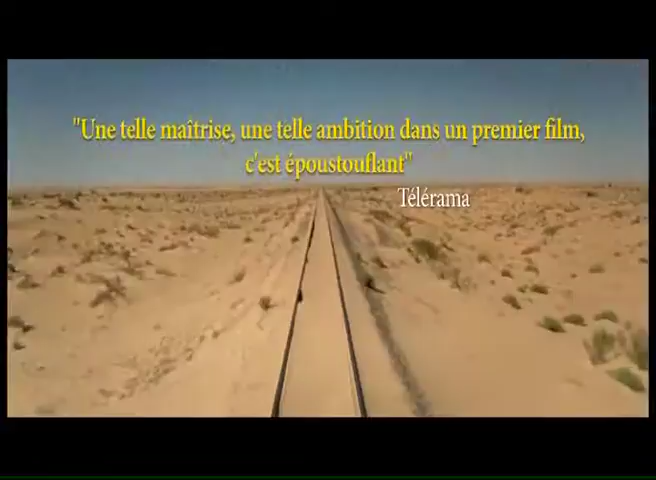 "Une telle maîtrise, une telle ambition dans un premier film,
c'est époustouflant"
Télérama